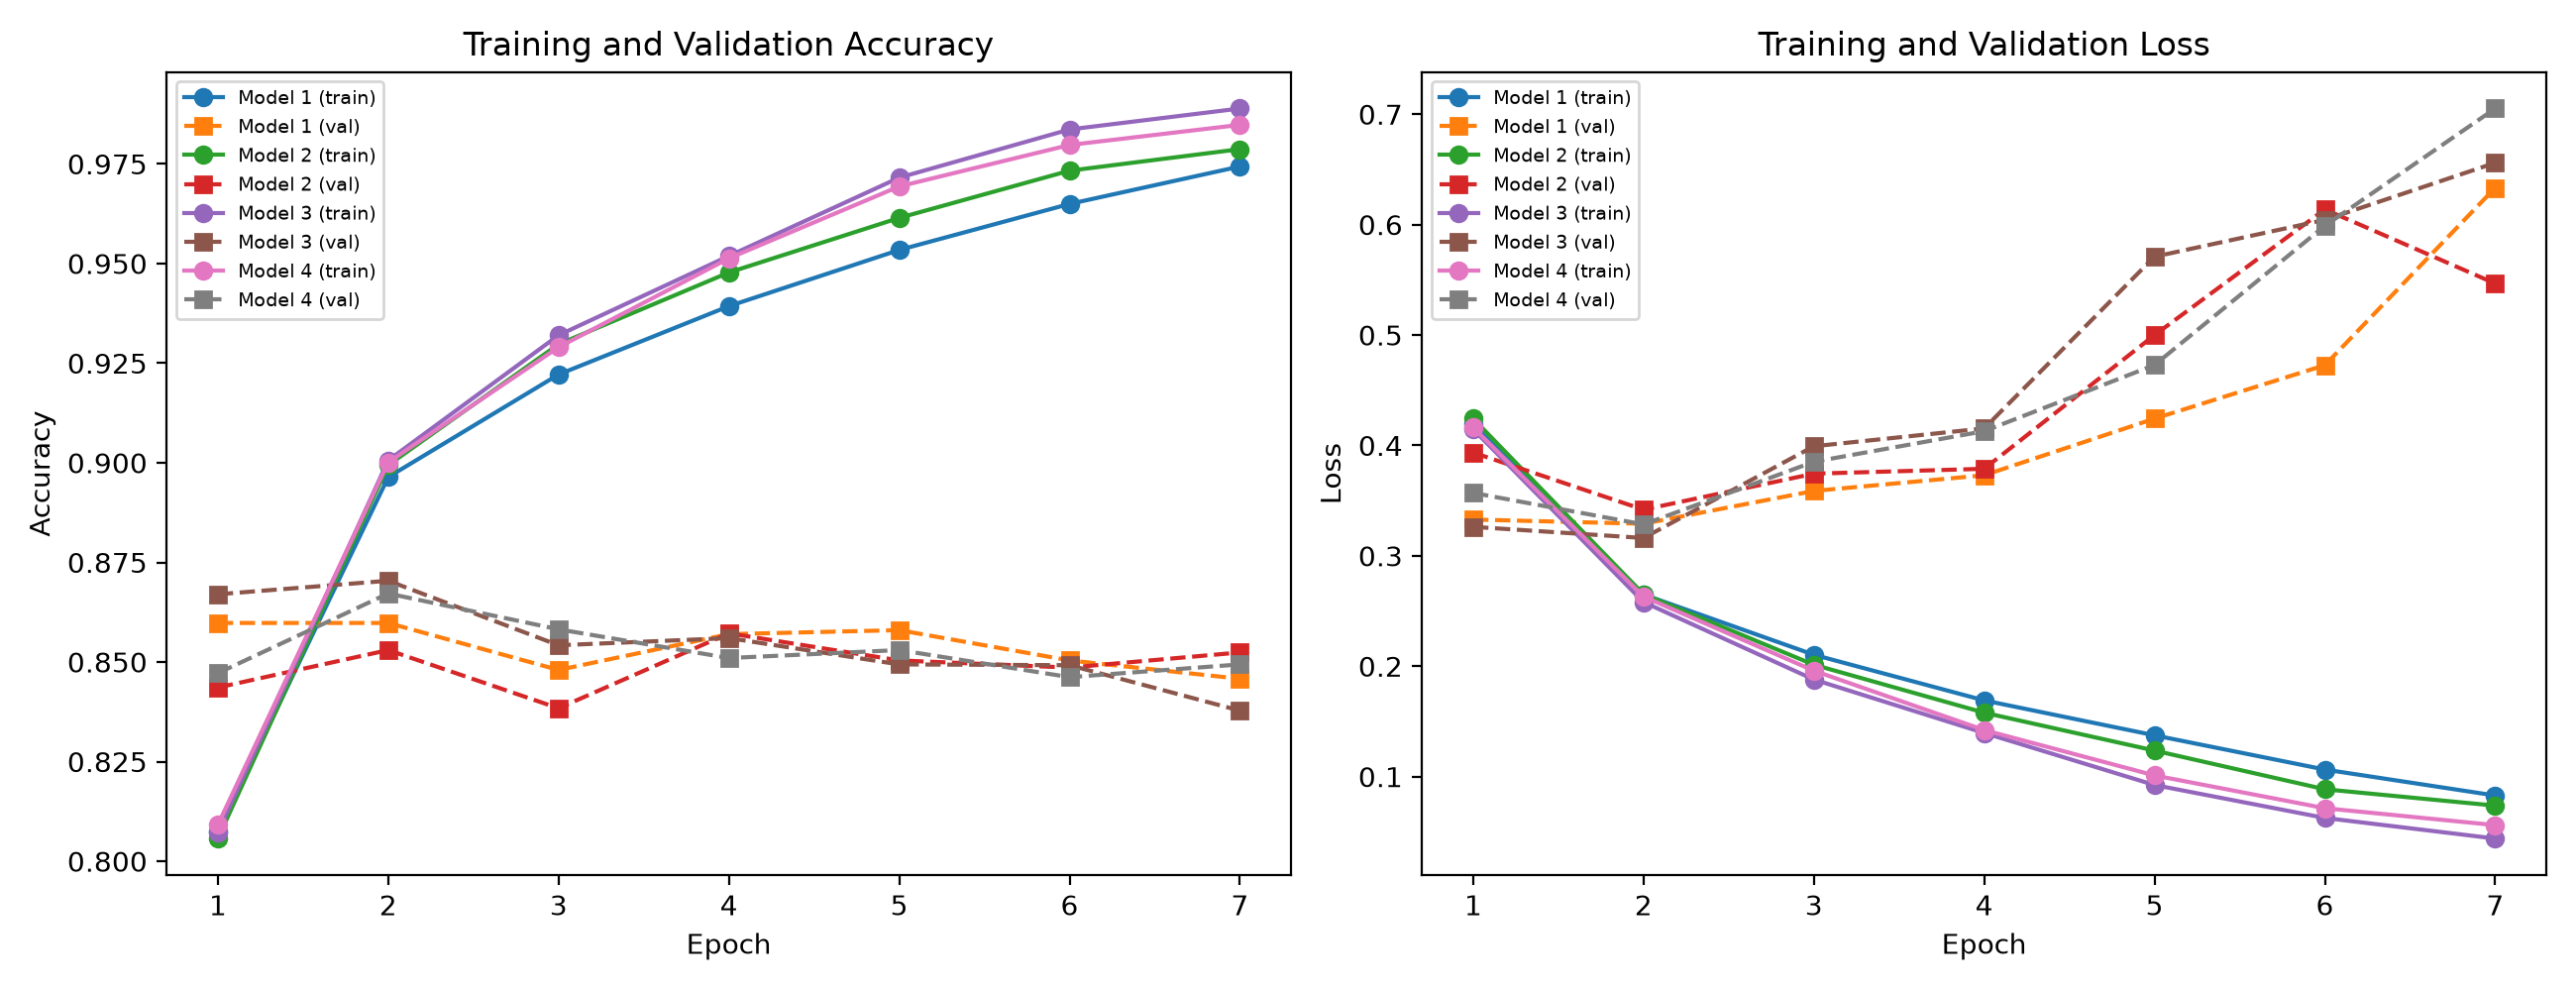 Training and Validation Accuracy
Model 1 (train)
Model 1 (val)
Model 2 (train)
Model 2 (val)
Model 3 (train)
Model 3 (val)
Model 4 (train)
Model 4 (val)
0.975
0.950
0.925
0.900
0.875
0.850
0.825
0.800
Accuracy
1 2 3 4 5 6 7
Epoch
Training and Validation Loss
Model 1 (train)
Model 1 (val)
Model 2 (train)
Model 2 (val)
Model 3 (train)
Model 3 (val)
Model 4 (train)
Model 4 (val)
0.7
0.6
0.5
0.4
0.3
0.2
0.1
Loss
1 2 3 4 5 6 7
Epoch